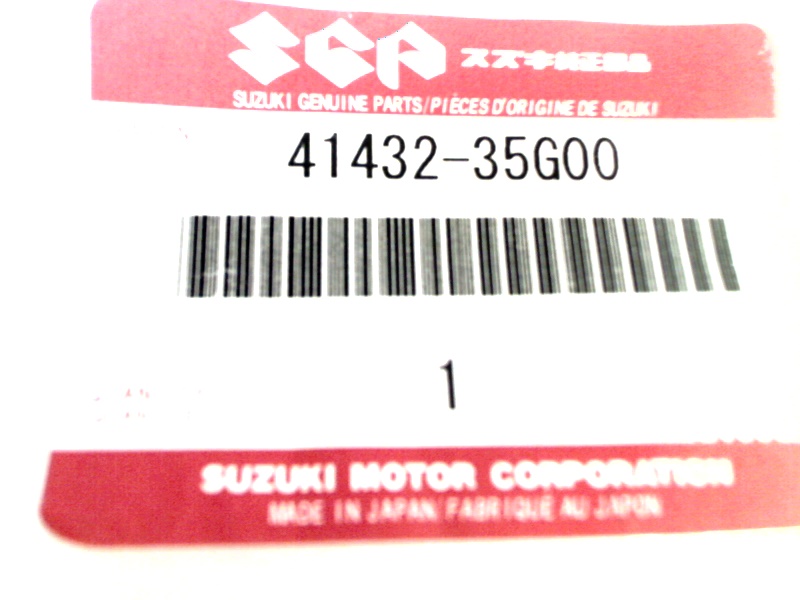 SGP スズキ純正部品
SUZUKI GENUINE PARTS/PIÈCES D'ORIGINE DE SUZUKI
41432-35G00
1
SUZUKI MOTOR CORPORATION
MADE IN JAPAN/FABRIQUÉ AU JAPON